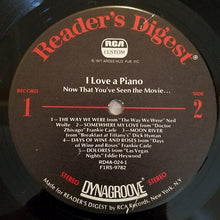 Reader's Digest®
RCA
CUSTOM
I Love a Piano
Now That You've Seen the Movie...
RECORD
1
SIDE 2
2
1—THE WAY WE WERE from "The Way We Were" Neil
Wolfe 2—SOMEWHERE MY LOVE from "Doctor
Zhivago" Frankie Carle 3—MOON RIVER
from "Breakfast at Tiffany's" Dick Hyman
4—DAYS OF WINE AND ROSES from "Days
of Wine and Roses" Frankie Carle
5—DOLORES from "Las Vegas
Nights" Eddie Heywood
RD4A-024-1
F1RS-9782
STEREO
STEREO
DYNAGROOVE
Made for READER'S DIGEST by RCA Records, New York, N.Y.